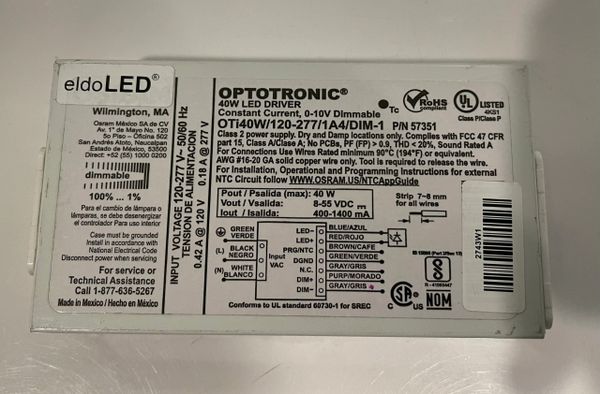 eldoLED®
Wilmington, MA
Osram México SA de CV
Av. 1° de Mayo No. 120
5o Piso – Oficina 502
San Andrés Atoto, Naucalpan
Estado de México, 53500
Direct: +52 (55) 1000 0200
dimmable
100% ... 1%
Para el cambio de lámpara o
lámparas, se debe desenergizar
el controlador
Para uso interior
Case must be grounded
Install in accordance with
National Electrical Code
Disconnect power when servicing
For service or
Technical Assistance
Call 1-877-636-5267
Made in Mexico / Hecho en México
INPUT VOLTAGE 120-277 V~ 50/60 Hz
TENSION DE ALIMENTACION
0.42 A @ 120 V 0.18 A @ 277 V
OPTOTRONIC®
40W LED DRIVER
Constant Current, 0-10V Dimmable
OTi40W/120-277/1A4/DIM-1 P/N 57351
Tc
RoHS
compliant
UL LISTED
4KS1
Class P/Clase P
Class 2 power supply. Dry and Damp locations only. Complies with FCC 47 CFR
part 15, Class A/Clase A; No PCBs, PF (FP) > 0.9, THD < 20%, Sound Rated A
For Connections Use Wires Rated minimum 90°C (194°F) or equivalent.
AWG #16-20 GA solid copper wire only. Tool is required to release the wire.
For Installation, Operational and Programming Instructions for external
NTC Circuit follow WWW.OSRAM.US/NTCAppGuide
Pout / Psalida (max): 40 W
Vout / Vsalida: 8-55 VDC
Iout / Isalida: 400-1400 mA
Strip 7–8 mm
for all wires
GREEN
VERDE
(L) BLACK
NEGRO
(N) WHITE
BLANCO
Input
VAC
LED+ BLUE/AZUL
LED- RED/ROJO
PRG/NTC BROWN/CAFE
DGND GREEN/VERDE
N.C. GRAY/GRIS
DIM+ PURP/MORADO
DIM− GRAY/GRIS
Conforms to UL standard 60730-1 for SREC
C US
NOM
2743W1